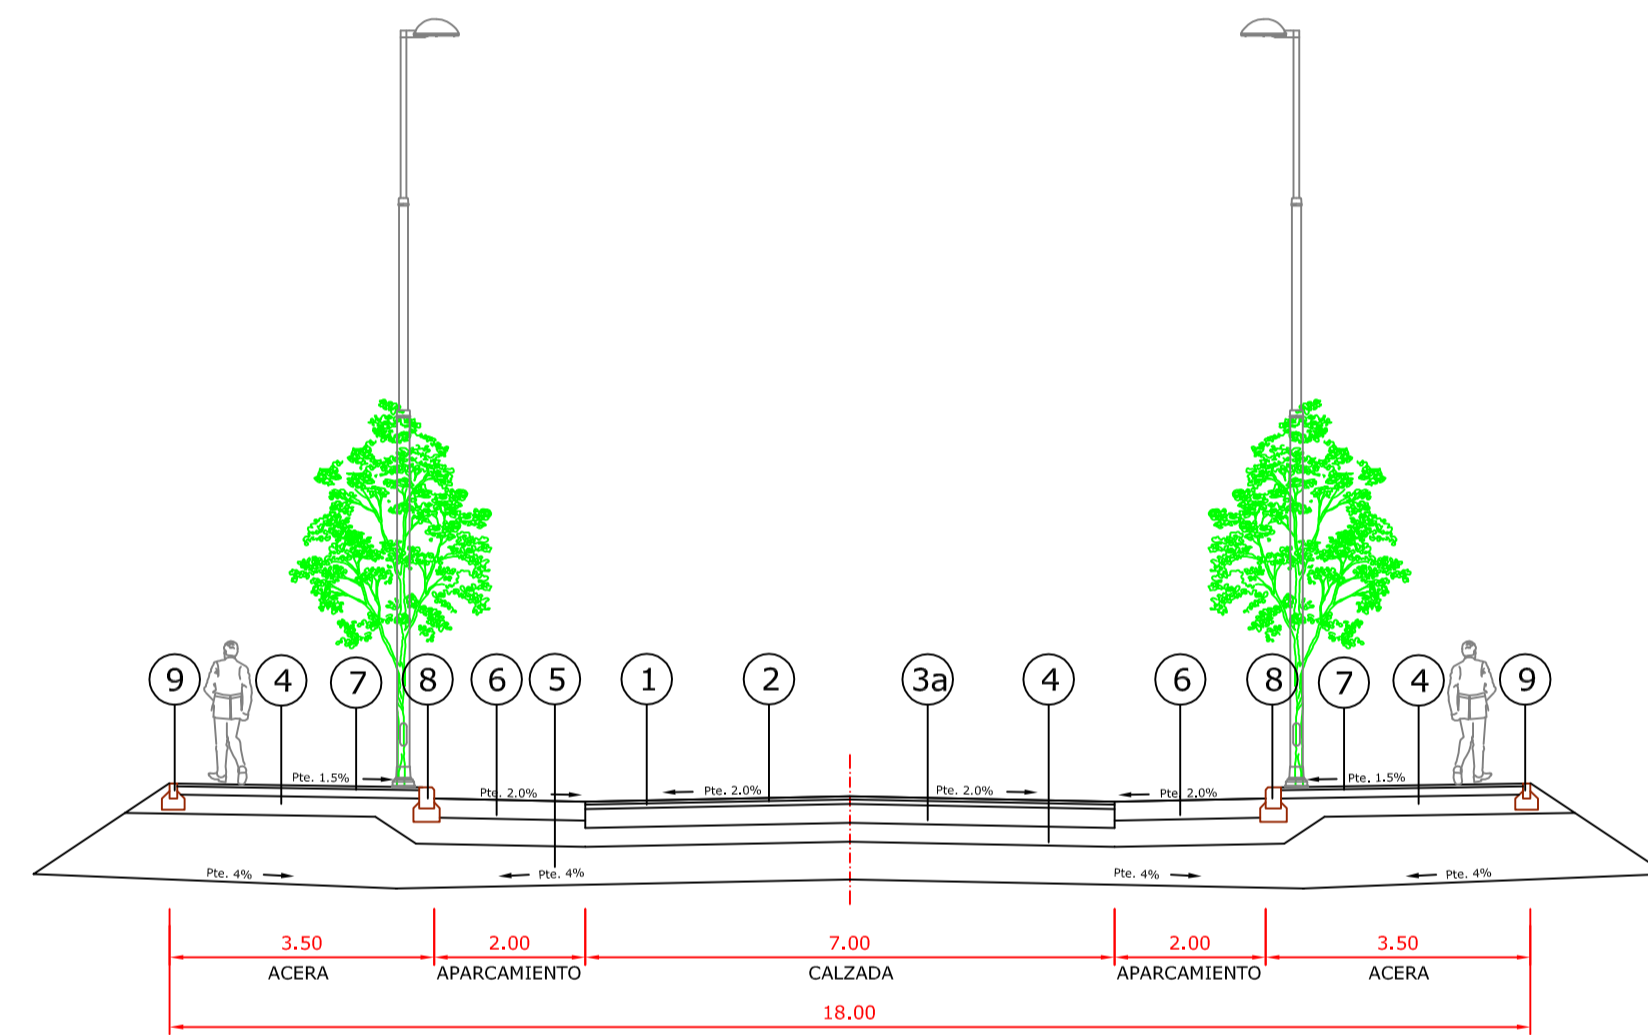 9 4 7 8 6 5 1 2 3a 4 6 8 7 4 9
Pte. 1.5% Pte. 1.5%
Pte. 2.0% Pte. 2.0% Pte. 2.0% Pte. 2.0%
Pte. 4% Pte. 4% Pte. 4% Pte. 4%
3.50 2.00 7.00 2.00 3.50
ACERA APARCAMIENTO CALZADA APARCAMIENTO ACERA
18.00